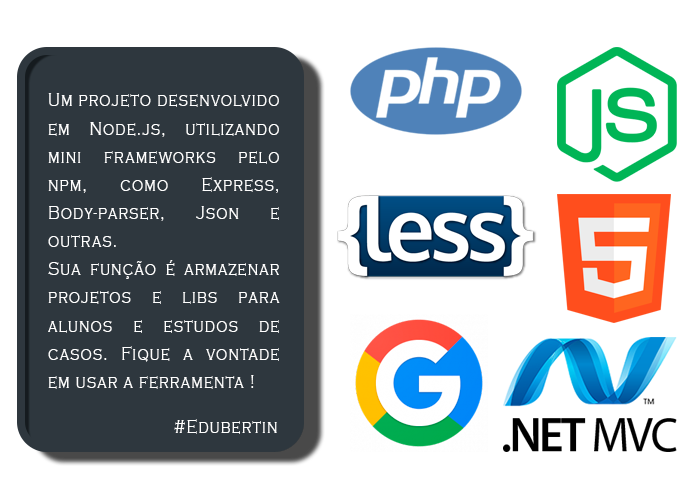 Um projeto desenvolvido
em Node.js, utilizando
mini frameworks pelo
npm, como Express,
Body-parser, Json e
outras.
Sua função é armazenar
projetos e libs para
alunos e estudos de
casos. Fique a vontade
em usar a ferramenta !
#Edubertin
php
JS
{less}
5
G
TM
.NET MVC